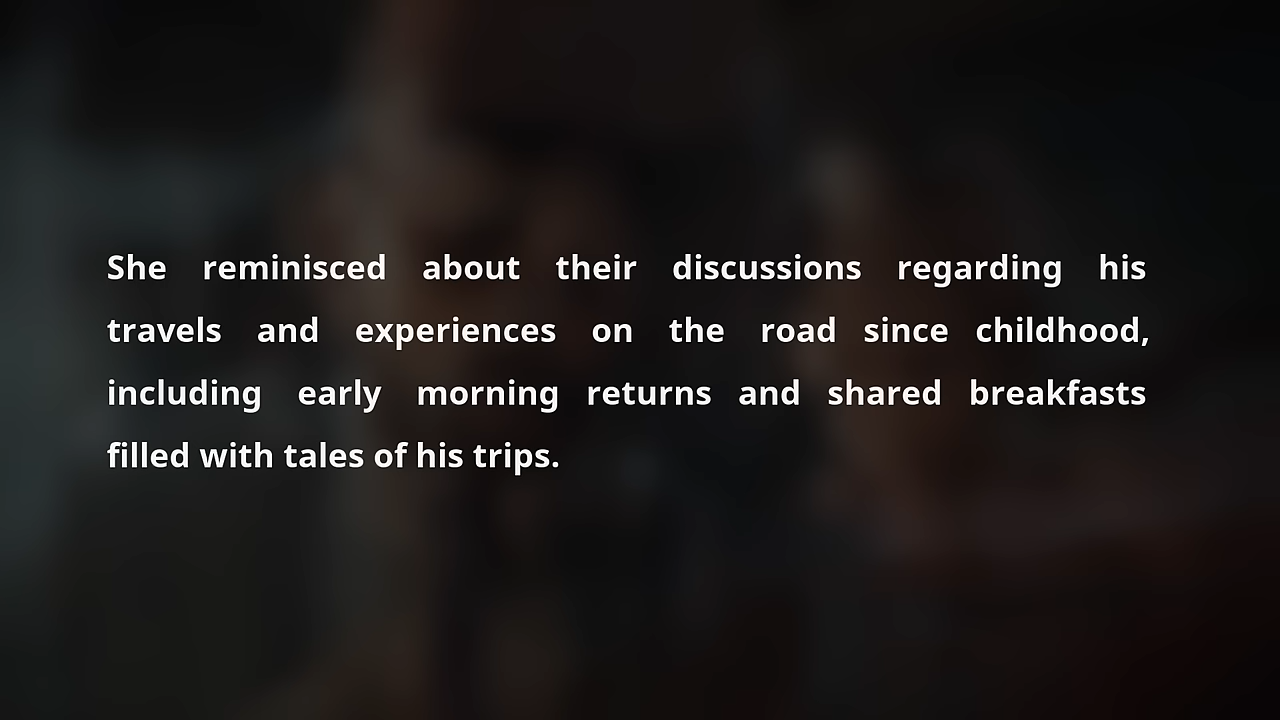 She reminisced about their discussions regarding his
travels and experiences on the road since childhood,
including early morning returns and shared breakfasts
filled with tales of his trips.